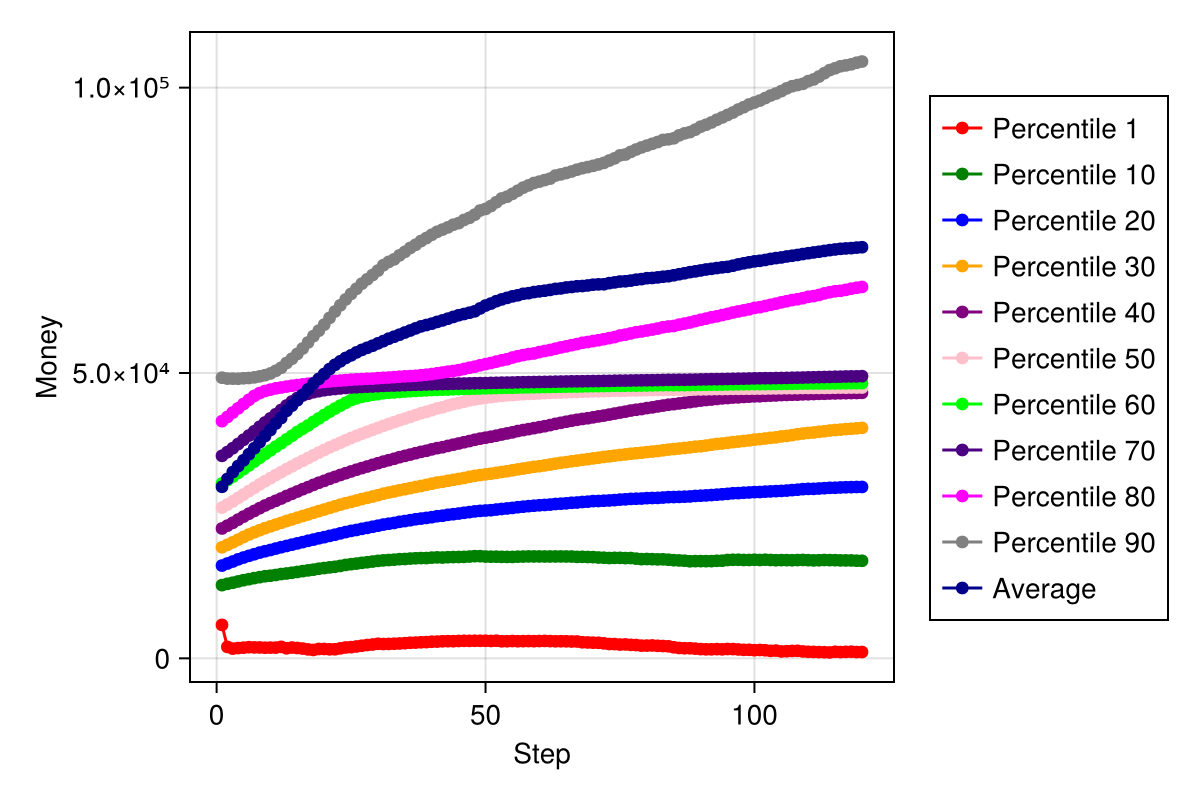 1.0×10⁵
5.0×10⁴
0
Money
0
50
100
Step
Percentile 1
Percentile 10
Percentile 20
Percentile 30
Percentile 40
Percentile 50
Percentile 60
Percentile 70
Percentile 80
Percentile 90
Average